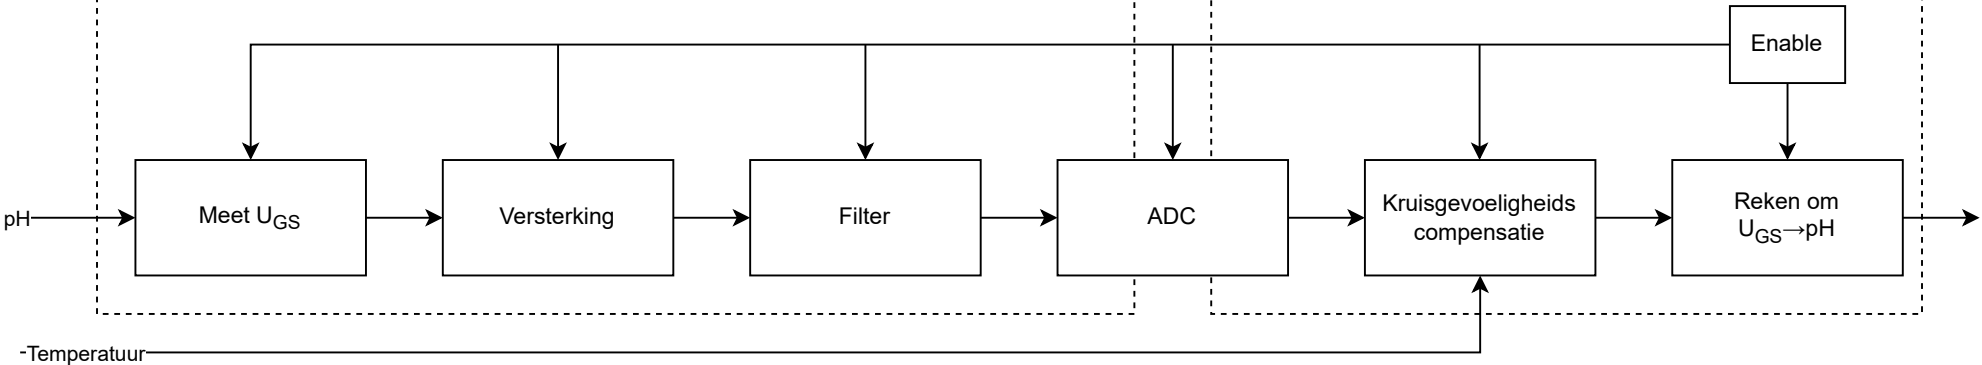 Enable
pH
Meet UGS
Versterking
Filter
ADC
Kruisgevoeligheids
compensatie
Reken om
UGS→pH
-Temperatuur